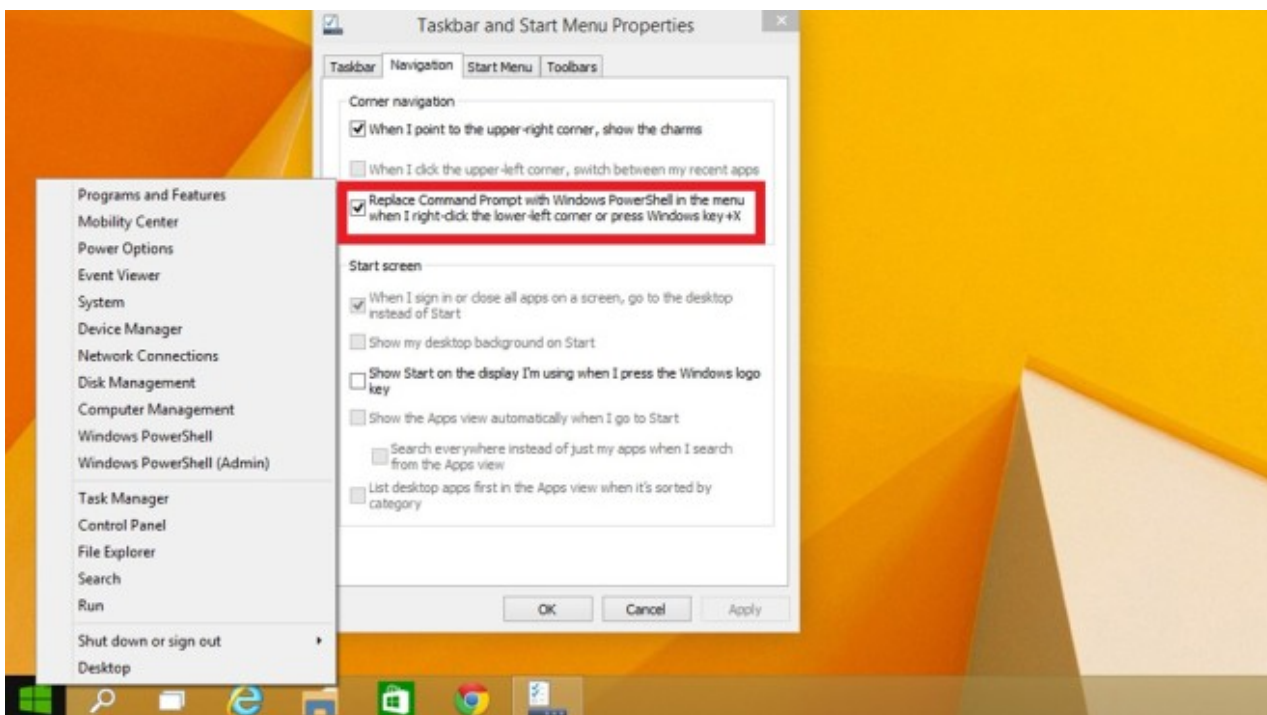 Taskbar and Start Menu Properties
Taskbar
Navigation
Start Menu
Toolbars
Corner navigation
When I point to the upper-right corner, show the charms
When I click the upper-left corner, switch between my recent apps
Replace Command Prompt with Windows PowerShell in the menu
when I right-click the lower-left corner or press Windows key+X
Start screen
When I sign in or close all apps on a screen, go to the desktop
instead of Start
Show my desktop background on Start
Show Start on the display I'm using when I press the Windows logo
key
Show the Apps view automatically when I go to Start
Search everywhere instead of just my apps when I search
from the Apps view
List desktop apps first in the Apps view when it's sorted by
category
OK
Cancel
Apply
Programs and Features
Mobility Center
Power Options
Event Viewer
System
Device Manager
Network Connections
Disk Management
Computer Management
Windows PowerShell
Windows PowerShell (Admin)
Task Manager
Control Panel
File Explorer
Search
Run
Shut down or sign out
Desktop